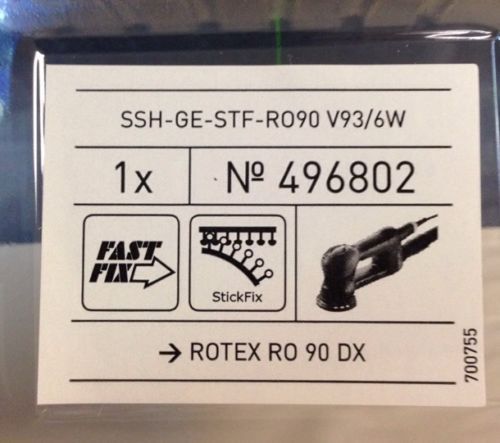 SSH-GE-STF-RO90 V93/6W
1x
Nº 496802
FAST
FIX
StickFix
→ ROTEX RO 90 DX
700755